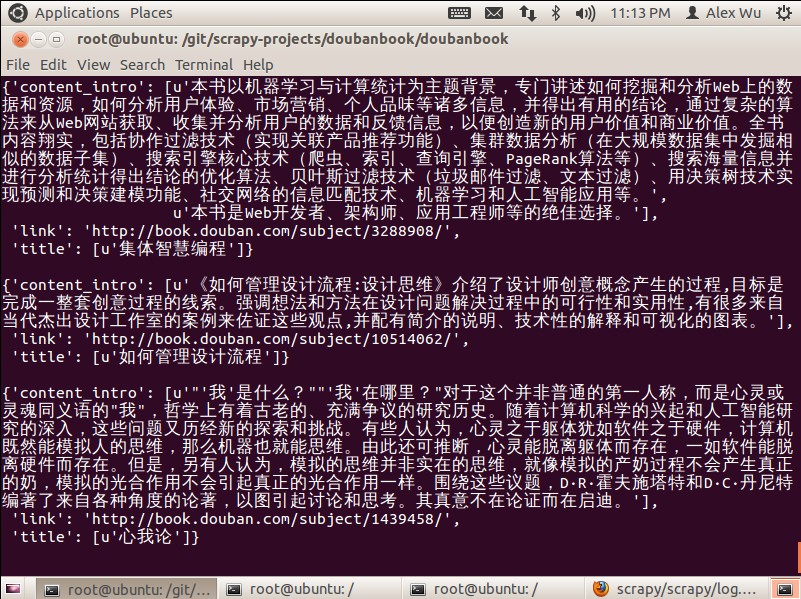 Applications Places 11:13 PM Alex Wu
root@ubuntu: /git/scrapy-projects/doubanbook/doubanbook
File Edit View Search Terminal Help
{'content_intro': [u'本书以机器学习与计算统计为主题背景，专门讲述如何挖掘和分析Web上的数
据和资源，如何分析用户体验、市场营销、个人品味等诸多信息，并得出有用的结论，通过复杂的算
法来从Web网站获取、收集并分析用户的数据和反馈信息，以便创造新的用户价值和商业价值。全书
内容翔实，包括协作过滤技术（实现关联产品推荐功能）、集群数据分析（在大规模数据集中发掘相
似的数据子集）、搜索引擎核心技术（爬虫、索引、查询引擎、PageRank算法等）、搜索海量信息并
进行分析统计得出结论的优化算法、贝叶斯过滤技术（垃圾邮件过滤、文本过滤）、用决策树技术实
现预测和决策建模功能、社交网络的信息匹配技术、机器学习和人工智能应用等。',
u'本书是Web开发者、架构师、应用工程师等的绝佳选择。'],
'link': 'http://book.douban.com/subject/3288908/',
'title': [u'集体智慧编程']}
{'content_intro': [u'《如何管理设计流程:设计思维》介绍了设计师创意概念产生的过程,目标是
完成一整套创意过程的线索。强调想法和方法在设计问题解决过程中的可行性和实用性,有很多来自
当代杰出设计工作室的案例来佐证这些观点,并配有简介的说明、技术性的解释和可视化的图表。'],
'link': 'http://book.douban.com/subject/10514062/',
'title': [u'如何管理设计流程']}
{'content_intro': [u'"'我'是什么？""'我'在哪里？"对于这个并非普通的第一人称，而是心灵或
灵魂同义语的"我"，哲学上有着古老的、充满争议的研究历史。随着计算机科学的兴起和人工智能研
究的深入，这些问题又历经新的探索和挑战。有些人认为，心灵之于躯体犹如软件之于硬件，计算机
既然能模拟人的思维，那么机器也就能思维。由此还可推断，心灵能脱离躯体而存在，一如软件能脱
离硬件而存在。但是，另有人认为，模拟的思维并非实在的思维，就像模拟的产奶过程不会产生真正
的奶，模拟的光合作用不会引起真正的光合作用一样。围绕这些议题，D·R·霍夫施塔特和D·C·丹尼特
编著了来自各种角度的论著，以图引起讨论和思考。其真意不在论证而在启迪。'],
'link': 'http://book.douban.com/subject/1439458/',
'title': [u'心我论']}
root@ubuntu: /git/... root@ubuntu: / root@ubuntu: / scrapy/scrapy/log....